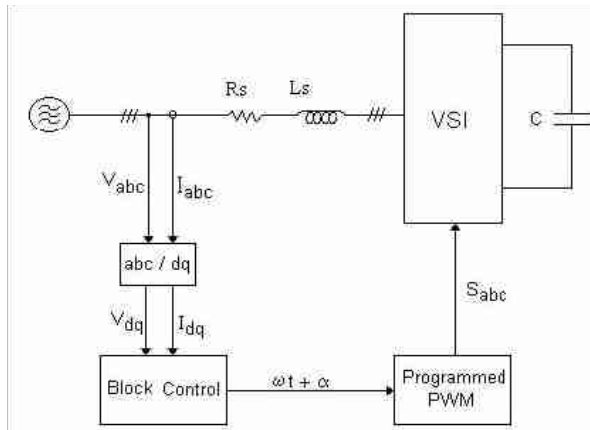 Rs
Ls
VSI
C
Vabc
Iabc
abc / dq
Sabc
Vdq
Idq
Block Control
ωt + α
Programmed
PWM